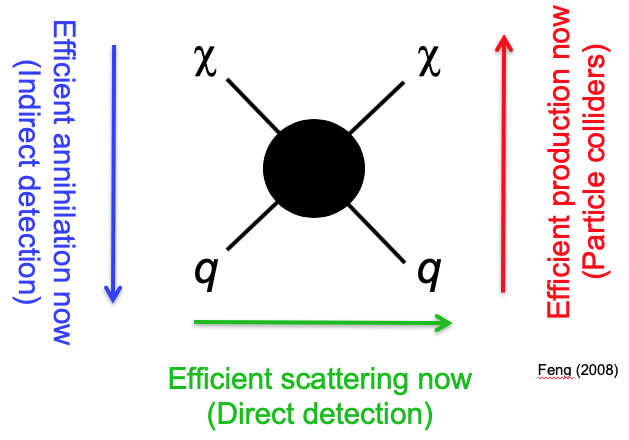 Efficient annihilation now
(Indirect detection)
χ
χ
q
q
Efficient production now
(Particle colliders)
Efficient scattering now
(Direct detection)
Feng (2008)